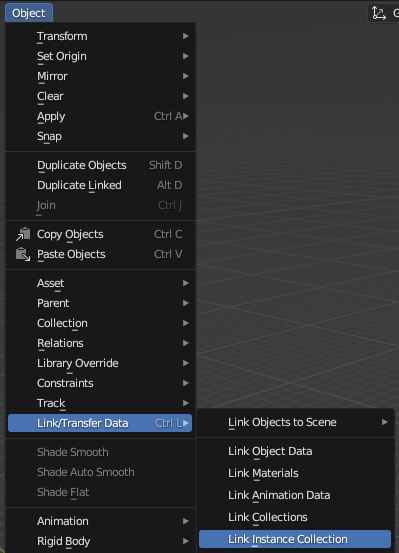 Object
G
Transform
Set Origin
Mirror
Clear
Apply Ctrl A
Snap
Duplicate Objects Shift D
Duplicate Linked Alt D
Join Ctrl J
Copy Objects Ctrl C
Paste Objects Ctrl V
Asset
Parent
Collection
Relations
Library Override
Constraints
Track
Link/Transfer Data Ctrl L
Link Objects to Scene
Shade Smooth
Link Object Data
Shade Auto Smooth
Link Materials
Shade Flat
Link Animation Data
Animation
Link Collections
Rigid Body
Link Instance Collection